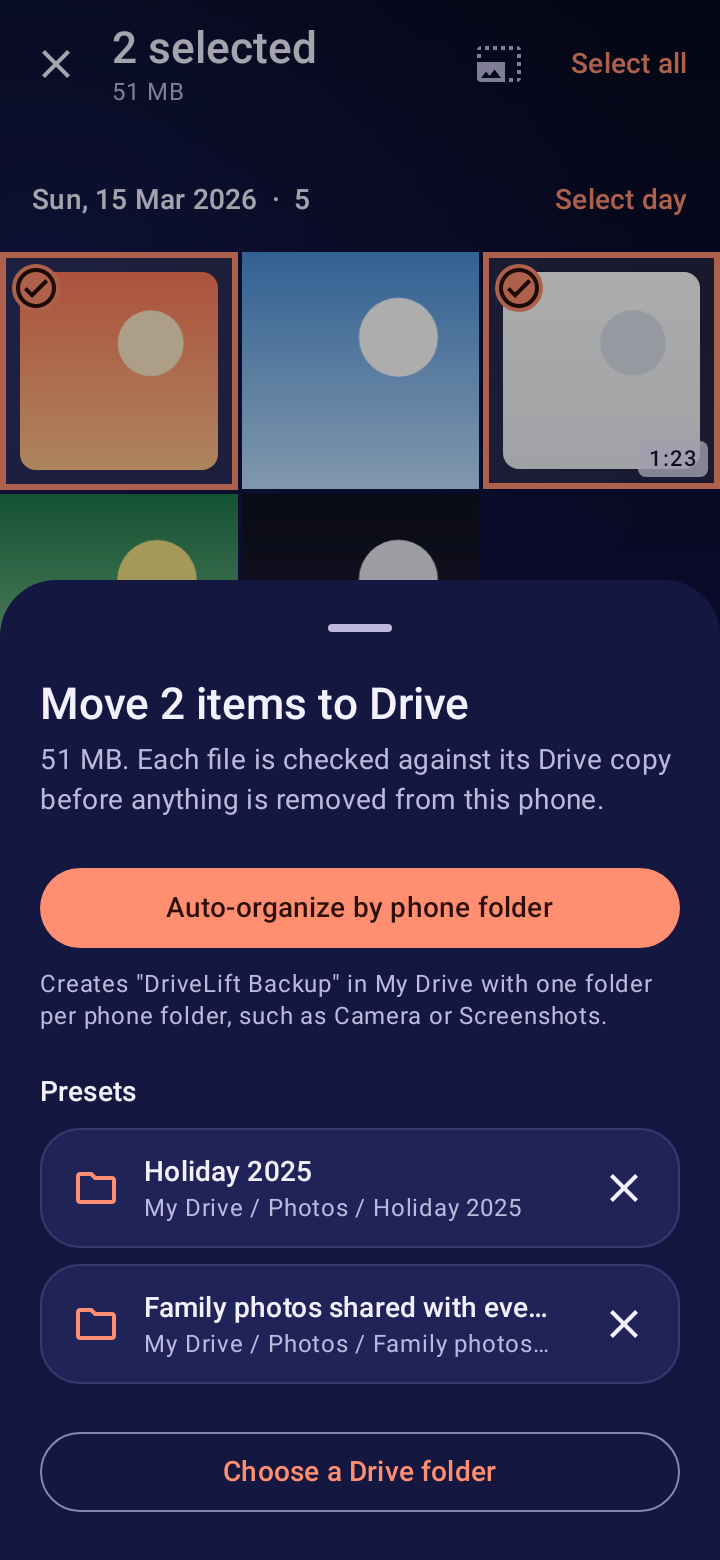 2 selected
51 MB
Select all
Sun, 15 Mar 2026 · 5
Select day
1:23
Move 2 items to Drive
51 MB. Each file is checked against its Drive copy
before anything is removed from this phone.
Auto-organize by phone folder
Creates "DriveLift Backup" in My Drive with one folder
per phone folder, such as Camera or Screenshots.
Presets
Holiday 2025
My Drive / Photos / Holiday 2025
Family photos shared with eve…
My Drive / Photos / Family photos…
Choose a Drive folder